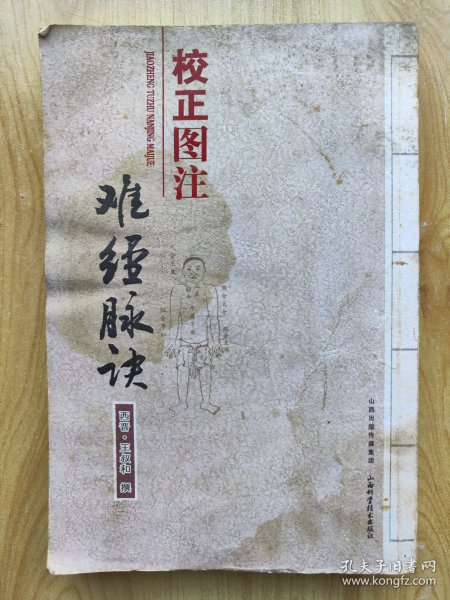 校正图注
JIAOZHENG TUZHU NANJING MAIJUE
难经脉诀
西晋·王叔和 撰
山西出版传媒集团
山西科学技术出版社
孔夫子旧书网
www.kongfz.com